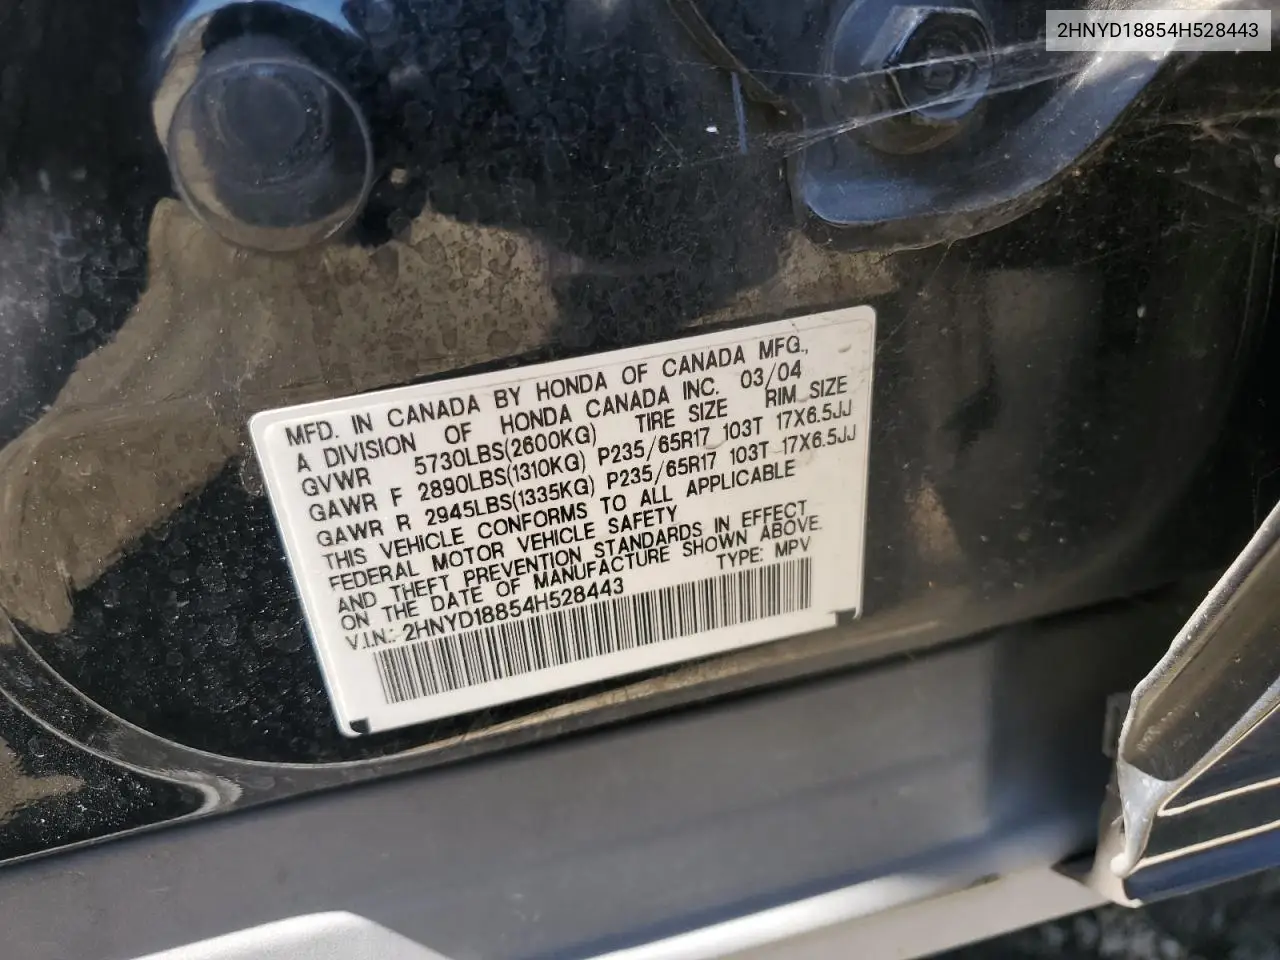 2HNYD18854H528443
MFD. IN CANADA BY HONDA OF CANADA MFG.,
A DIVISION OF HONDA CANADA INC. 03/04
GVWR 5730LBS(2600KG) TIRE SIZE RIM SIZE
GAWR F 2890LBS(1310KG) P235/65R17 103T 17X6.5JJ
GAWR R 2945LBS(1335KG) P235/65R17 103T 17X6.5JJ
THIS VEHICLE CONFORMS TO ALL APPLICABLE
FEDERAL MOTOR VEHICLE SAFETY
AND THEFT PREVENTION STANDARDS IN EFFECT
ON THE DATE OF MANUFACTURE SHOWN ABOVE.
V.I.N.: 2HNYD18854H528443 TYPE: MPV